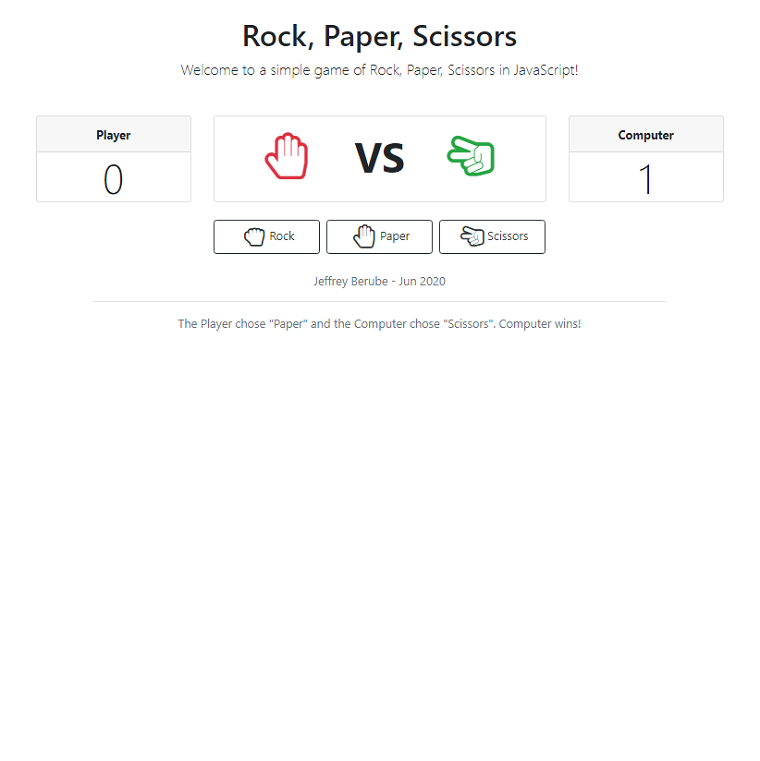 Rock, Paper, Scissors
Welcome to a simple game of Rock, Paper, Scissors in JavaScript!
Player
0
VS
Computer
1
Rock
Paper
Scissors
Jeffrey Berube - Jun 2020
The Player chose "Paper" and the Computer chose "Scissors". Computer wins!